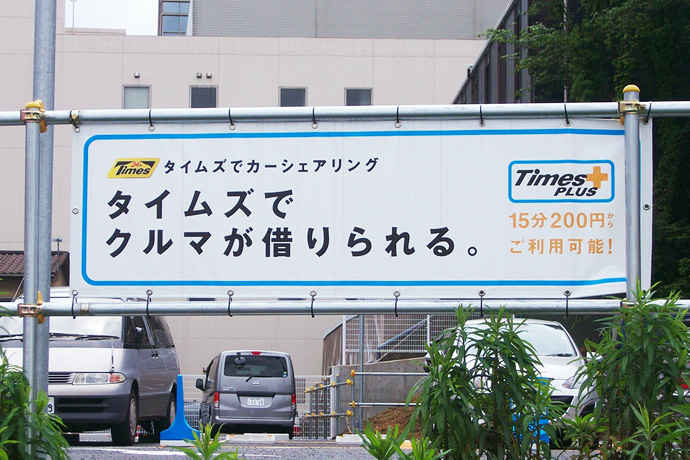 24h
Times タイムズでカーシェアリング
タイムズで
クルマが借りられる。
Times+
PLUS
15分200円から
ご利用可能!